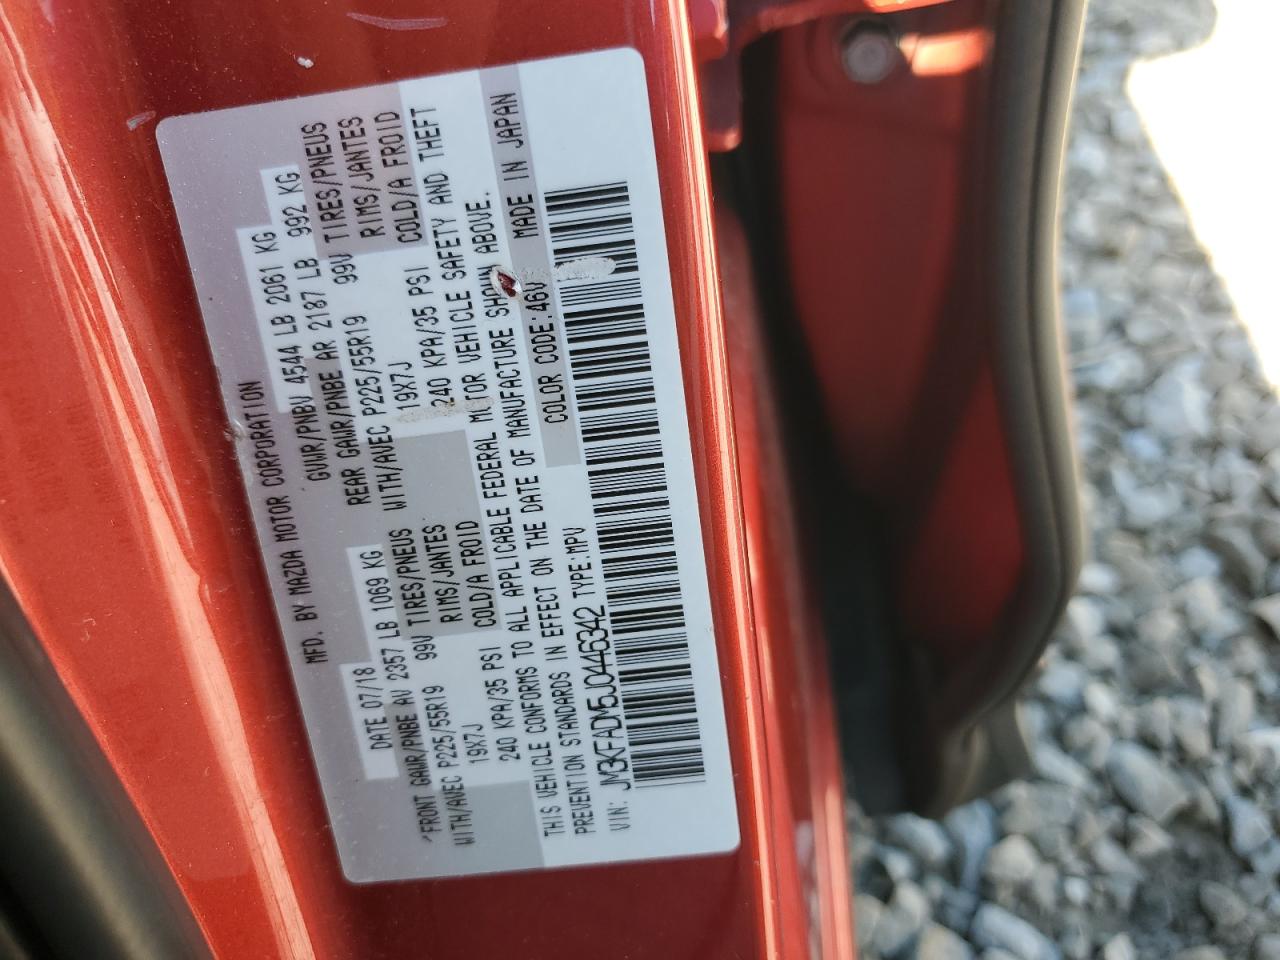 MFD. BY MAZDA MOTOR CORPORATION
DATE 07/18 GVWR/PNBV 4544 LB 2061 KG
'FRONT GAWR/PNBE AV 2357 LB 1069 KG GUWR/PNBE AR 2187 LB 992 KG
REAR GAWR/PNBE
WITH/AVEC P225/55R19 99V TIRES/PNEUS WITH/AVEC P225/55R19 99V TIRES/PNEUS
19X7J RIMS/JANTES 19X7J RIMS/JANTES
240 KPA/35 PSI COLD/A FROID 240 KPA/35 PSI COLD/A FROID
THIS VEHICLE CONFORMS TO ALL APPLICABLE FEDERAL MOTOR VEHICLE SAFETY AND THEFT
PREVENTION STANDARDS IN EFFECT ON THE DATE OF MANUFACTURE SHOWN ABOVE.
VIN: JM3KFADM5J0446342 TYPE:MPV COLOR CODE:46V MADE IN JAPAN